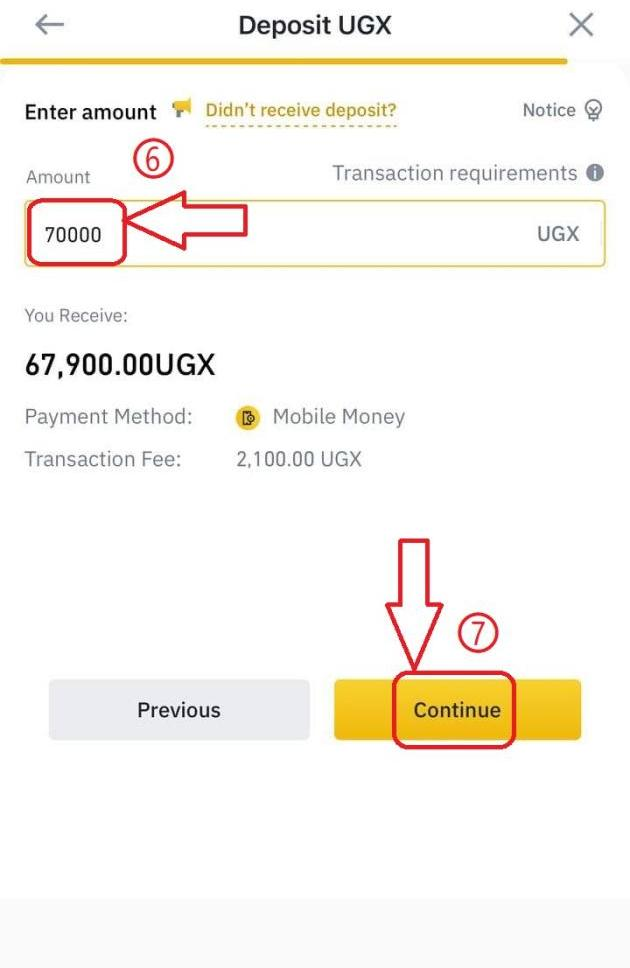 Deposit UGX
Enter amount Didn't receive deposit? Notice
⑥
Amount Transaction requirements
70000 UGX
You Receive:
67,900.00UGX
Payment Method: Mobile Money
Transaction Fee: 2,100.00 UGX
⑦
Previous Continue